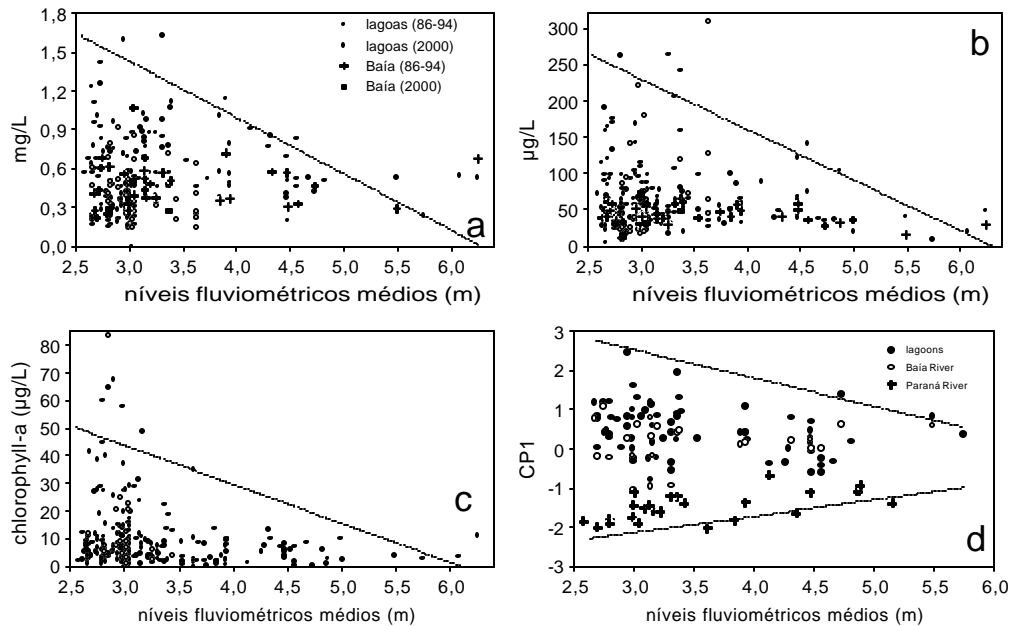 1,8
1,5
1,2
0,9
0,6
0,3
0,0
mg/L
lagoas (86-94)
lagoas (2000)
Baía (86-94)
Baía (2000)
a
2,5 3,0 3,5 4,0 4,5 5,0 5,5 6,0
níveis fluviométricos médios (m)
300
250
200
150
100
50
0
µg/L
b
2,5 3,0 3,5 4,0 4,5 5,0 5,5 6,0
níveis fluviométricos médios (m)
80
70
60
50
40
30
20
10
0
chlorophyll-a (µg/L)
c
2,5 3,0 3,5 4,0 4,5 5,0 5,5 6,0
níveis fluviométricos médios (m)
3
2
1
0
-1
-2
-3
CP1
lagoons
Baía River
Paraná River
d
2,5 3,0 3,5 4,0 4,5 5,0 5,5 6,0
níveis fluviométricos médios (m)